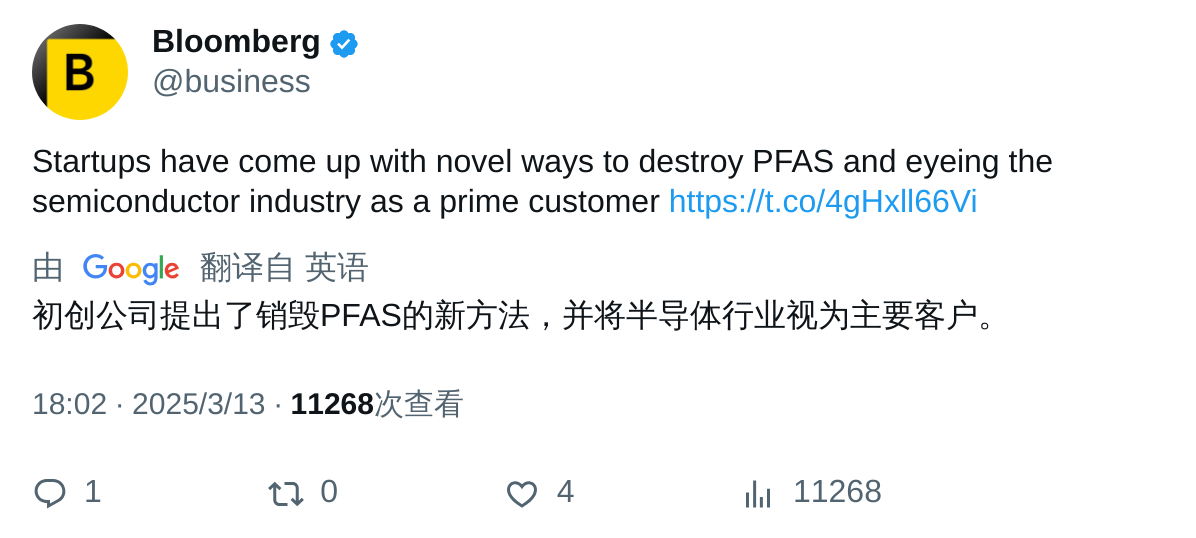 B
Bloomberg
@business
Startups have come up with novel ways to destroy PFAS and eyeing the
semiconductor industry as a prime customer https://t.co/4gHxll66Vi
由 Google 翻译自 英语
初创公司提出了销毁PFAS的新方法，并将半导体行业视为主要客户。
18:02 · 2025/3/13 · 11268次查看
1 0 4 11268